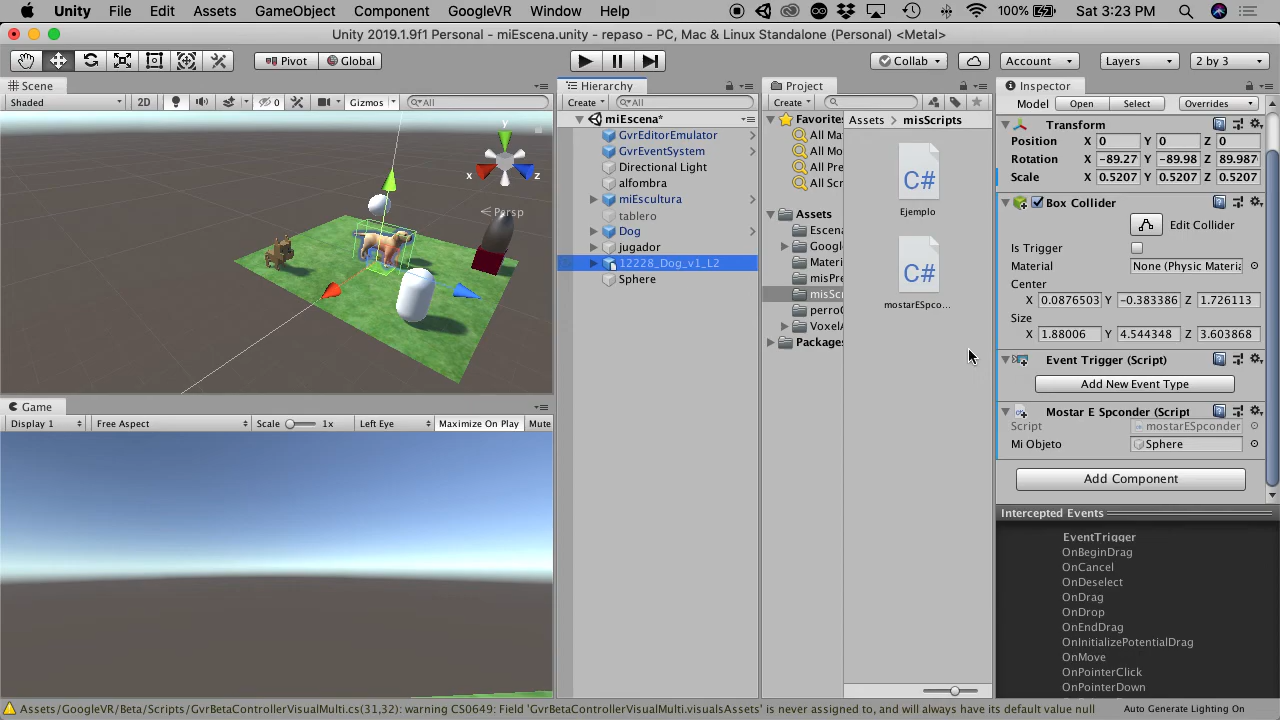 Unity File Edit Assets GameObject Component GoogleVR Window Help 100% Sat 3:23 PM
Unity 2019.1.9f1 Personal - miEscena.unity - repaso - PC, Mac & Linux Standalone (Personal) <Metal>
Pivot Global Collab Account Layers 2 by 3
Scene
Shaded 2D 0 Gizmos All
y
x z
Persp
Game
Display 1 Free Aspect Scale 1x Left Eye Maximize On Play Mute
Hierarchy
Create All
miEscena*
GvrEditorEmulator
GvrEventSystem
Directional Light
alfombra
miEscultura
tablero
Dog
jugador
12228_Dog_v1_L2
Sphere
Project
Create
Favorites
All Ma
All Mo
All Pre
All Scr
Assets
Escena
Google
Materi
misPre
misScr
perro
VoxelA
Packages
Assets > misScripts
C#
Ejemplo
C#
mostarESpco...
Inspector
Model Open Select Overrides
Transform
Position X 0 Y 0 Z 0
Rotation X -89.27 Y -89.98 Z 89.987
Scale X 0.5207 Y 0.5207 Z 0.5207
Box Collider
Edit Collider
Is Trigger
Material None (Physic Materia
Center
X 0.0876503 Y -0.383386 Z 1.726113
Size
X 1.88006 Y 4.544348 Z 3.603868
Event Trigger (Script)
Add New Event Type
Mostar E Sponder (Script
Script mostarESponder
Mi Objeto Sphere
Add Component
Intercepted Events
EventTrigger
OnBeginDrag
OnCancel
OnDeselect
OnDrag
OnDrop
OnEndDrag
OnInitializePotentialDrag
OnMove
OnPointerClick
OnPointerDown
Assets/GoogleVR/Beta/Scripts/GvrBetaControllerVisualMulti.cs(31,32): warning CS0649: Field 'GvrBetaControllerVisualMulti.visualsAssets' is never assigned to, and will always have its default value null Auto Generate Lighting On